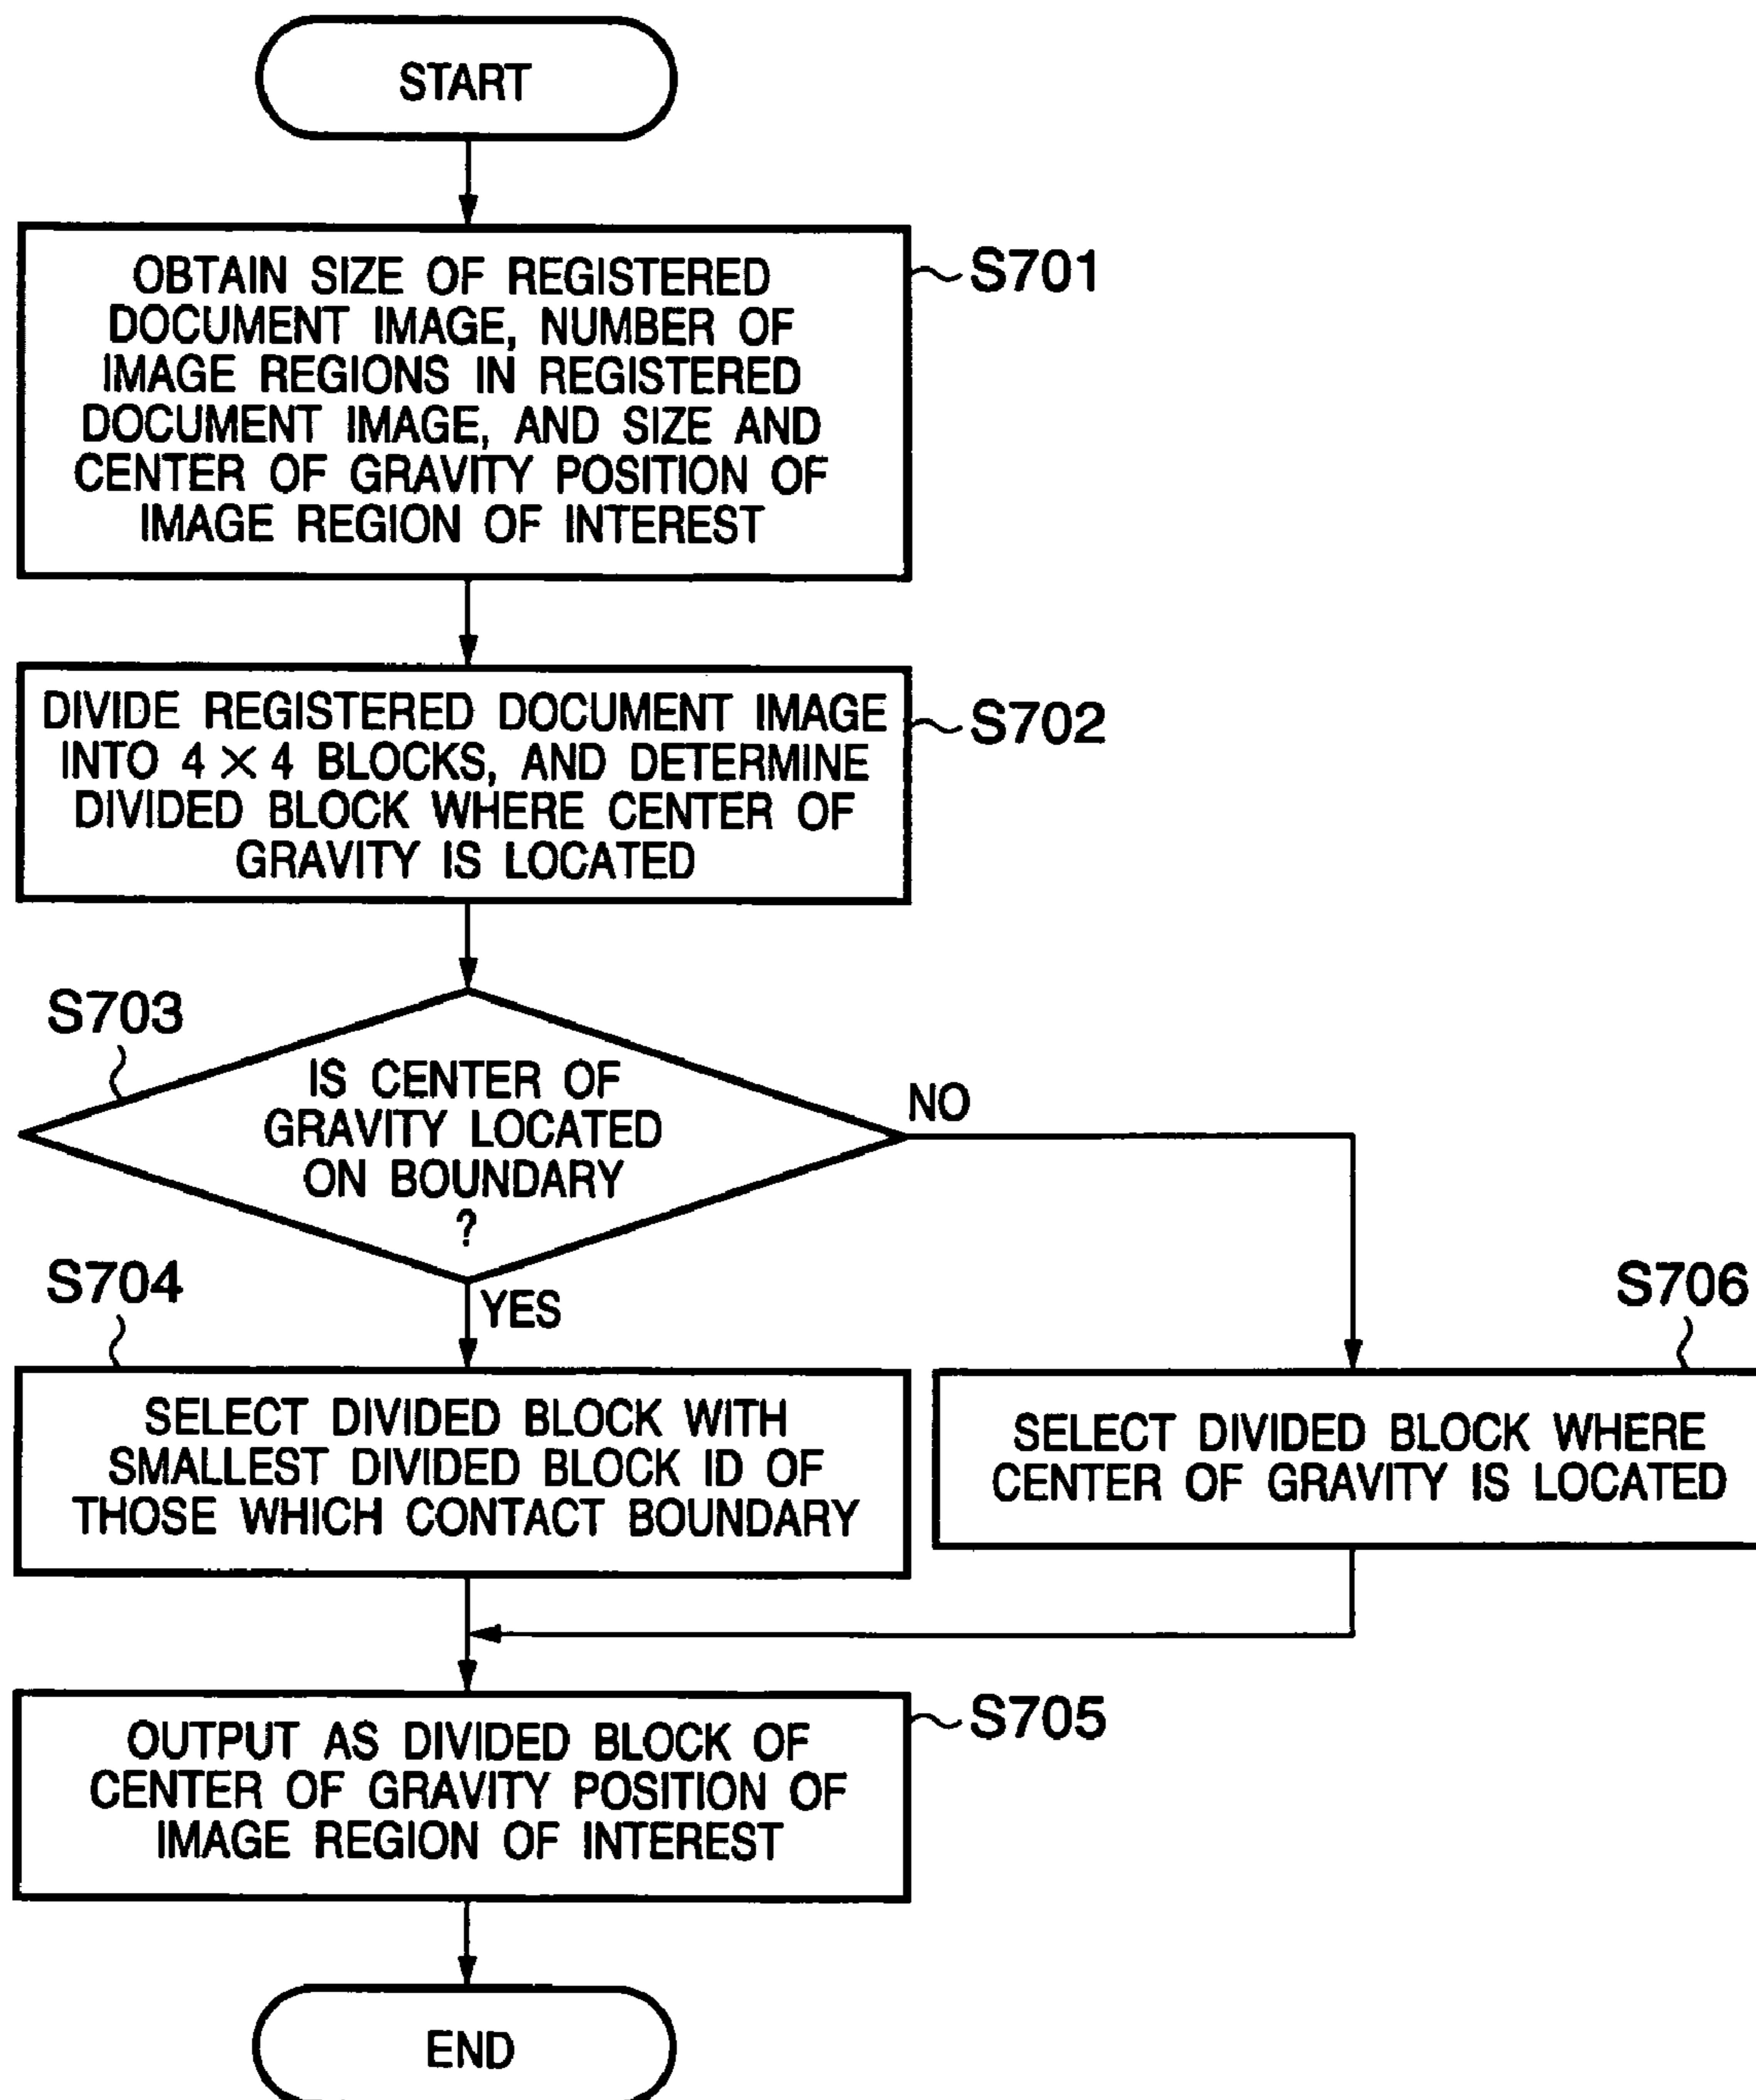 START
OBTAIN SIZE OF REGISTERED
DOCUMENT IMAGE, NUMBER OF
IMAGE REGIONS IN REGISTERED
DOCUMENT IMAGE, AND SIZE AND
CENTER OF GRAVITY POSITION OF
IMAGE REGION OF INTEREST
S701
DIVIDE REGISTERED DOCUMENT IMAGE
INTO 4 × 4 BLOCKS, AND DETERMINE
DIVIDED BLOCK WHERE CENTER OF
GRAVITY IS LOCATED
S702
S703
IS CENTER OF
GRAVITY LOCATED
ON BOUNDARY
?
NO
YES
S704
SELECT DIVIDED BLOCK WITH
SMALLEST DIVIDED BLOCK ID OF
THOSE WHICH CONTACT BOUNDARY
S706
SELECT DIVIDED BLOCK WHERE
CENTER OF GRAVITY IS LOCATED
OUTPUT AS DIVIDED BLOCK OF
CENTER OF GRAVITY POSITION OF
IMAGE REGION OF INTEREST
S705
END